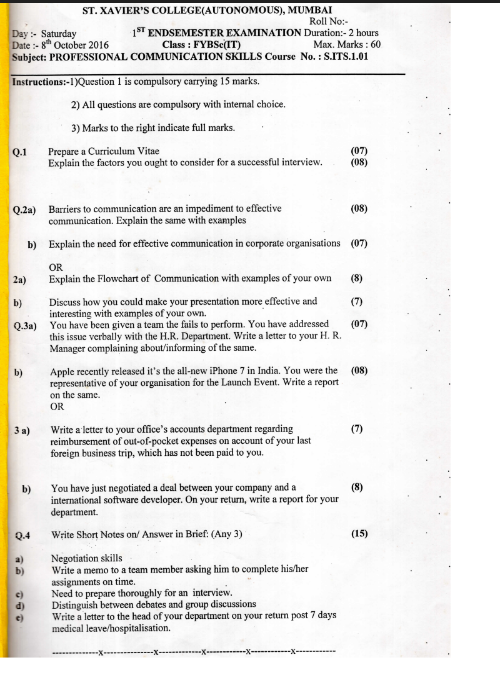 ST. XAVIER'S COLLEGE(AUTONOMOUS), MUMBAI
Roll No:-
Day :- Saturday 1ST ENDSEMESTER EXAMINATION Duration:- 2 hours
Date :- 8th October 2016 Class : FYBSc(IT) Max. Marks : 60
Subject: PROFESSIONAL COMMUNICATION SKILLS Course No. : S.ITS.1.01
Instructions:-1)Question 1 is compulsory carrying 15 marks.
2) All questions are compulsory with internal choice.
3) Marks to the right indicate full marks.
Q.1 Prepare a Curriculum Vitae (07)
Explain the factors you ought to consider for a successful interview. (08)
Q.2a) Barriers to communication are an impediment to effective (08)
communication. Explain the same with examples
b) Explain the need for effective communication in corporate organisations (07)
OR
2a) Explain the Flowchart of Communication with examples of your own (8)
b) Discuss how you could make your presentation more effective and (7)
interesting with examples of your own.
Q.3a) You have been given a team the fails to perform. You have addressed (07)
this issue verbally with the H.R. Department. Write a letter to your H. R.
Manager complaining about/informing of the same.
b) Apple recently released it's the all-new iPhone 7 in India. You were the (08)
representative of your organisation for the Launch Event. Write a report
on the same.
OR
3 a) Write a letter to your office's accounts department regarding (7)
reimbursement of out-of-pocket expenses on account of your last
foreign business trip, which has not been paid to you.
b) You have just negotiated a deal between your company and a (8)
international software developer. On your return, write a report for your
department.
Q.4 Write Short Notes on/ Answer in Brief: (Any 3) (15)
a) Negotiation skills
b) Write a memo to a team member asking him to complete his/her
assignments on time.
c) Need to prepare thoroughly for an interview.
d) Distinguish between debates and group discussions
e) Write a letter to the head of your department on your return post 7 days
medical leave/hospitalisation.
-------------x--------------x-------------x------------x-----------x-----------